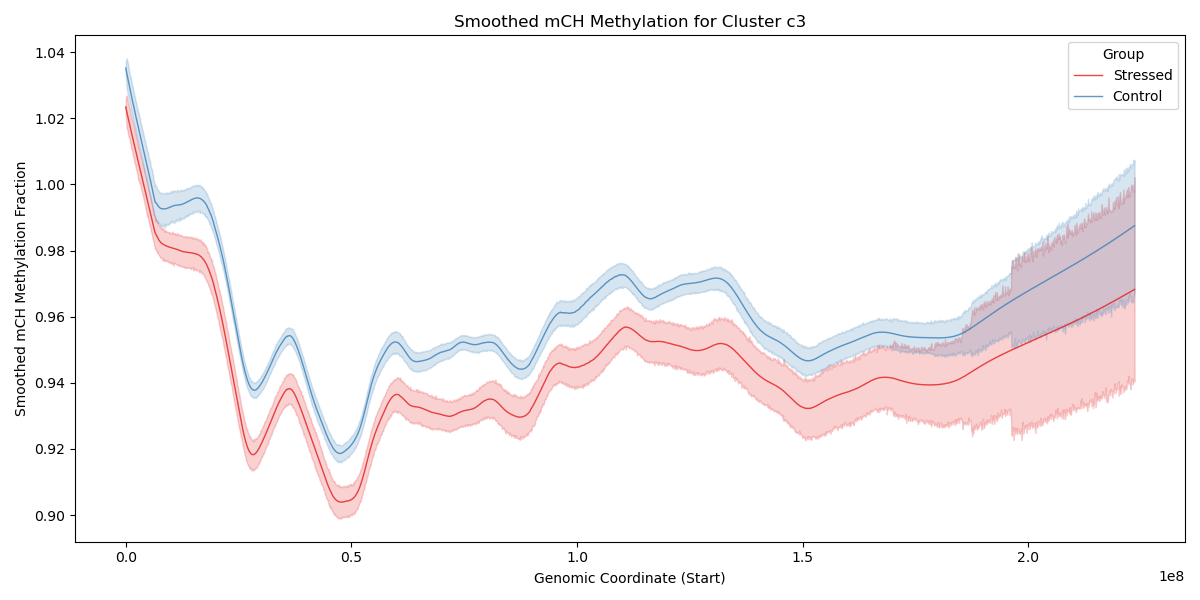 Smoothed mCH Methylation for Cluster c3
Group
Stressed
Control
Smoothed mCH Methylation Fraction
1.04
1.02
1.00
0.98
0.96
0.94
0.92
0.90
0.0
0.5
1.0
1.5
2.0
1e8
Genomic Coordinate (Start)